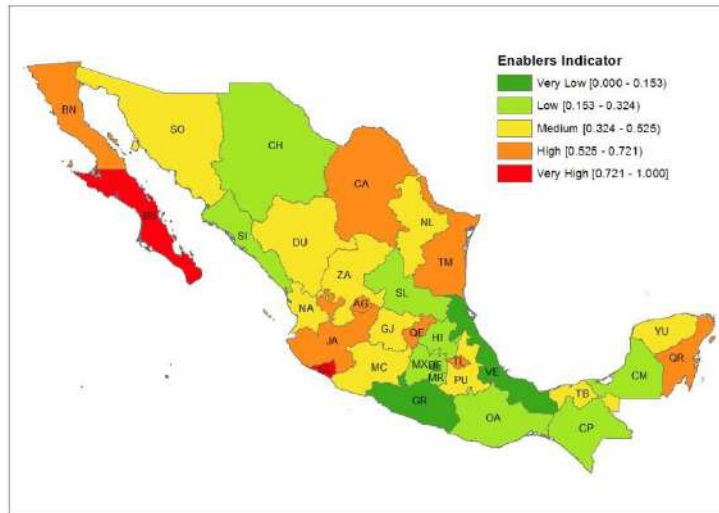 Enablers Indicator
Very Low [0.000 - 0.153)
Low [0.153 - 0.324)
Medium [0.324 - 0.525)
High [0.525 - 0.721)
Very High [0.721 - 1.000]
BN
SO
CH
CA
BS
NL
SI
DU
TM
ZA
SL
NA
AG
YU
JA
GJ
QE
HI
QR
MC
MX
DF
TL
VE
CM
MR
PU
TB
GR
OA
CP